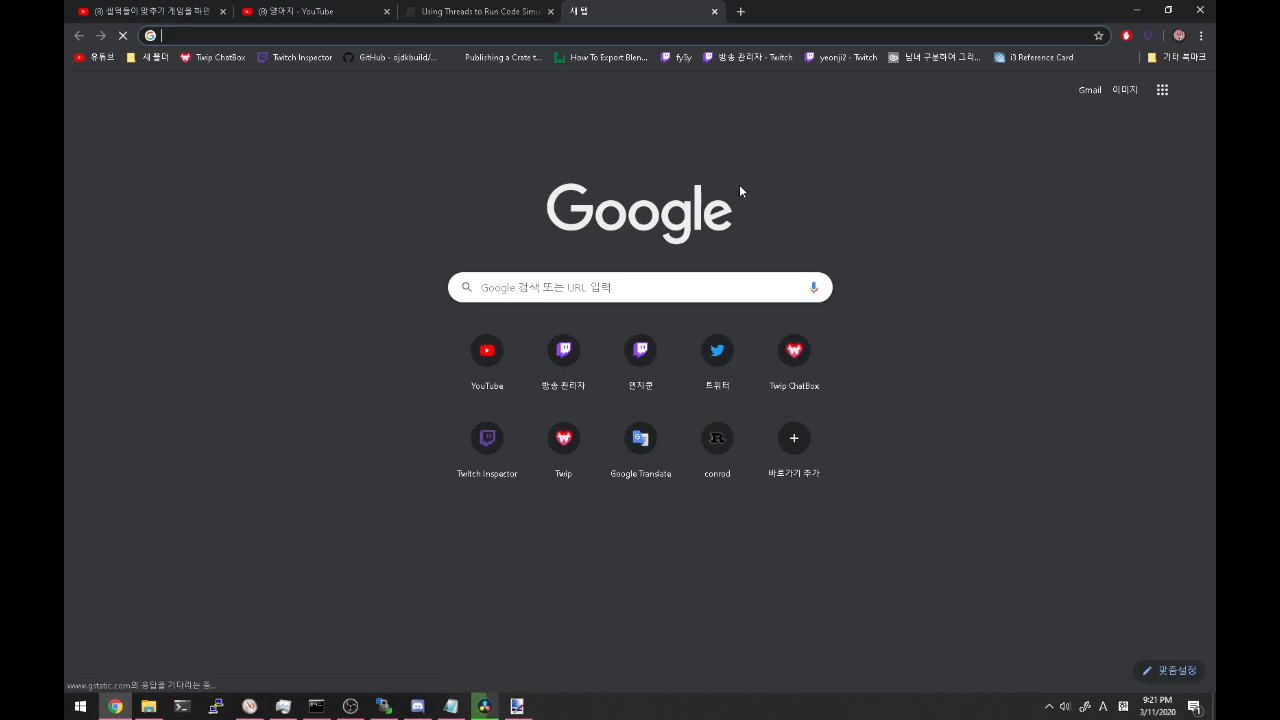 (8) 썸덕들이 맞추기 게임을 하면
(8) 양아지 - YouTube
Using Threads to Run Code Simu
새 탭
유튜브
새 폴더
Twip ChatBox
Twitch Inspector
GitHub - ojdkbuild/...
Publishing a Crate t...
How To Export Blen...
fy5y
방송 관리자 - Twitch
yeonji2 - Twitch
남녀 구분하여 그리...
i3 Reference Card
기타 북마크
Gmail
이미지
Google
Google 검색 또는 URL 입력
YouTube
방송 관리자
연지쿤
트위터
Twip ChatBox
Twitch Inspector
Twip
Google Translate
conrod
바로가기 추가
맞춤설정
www.gstatic.com의 응답을 기다리는 중...
A
9:21 PM
3/11/2020